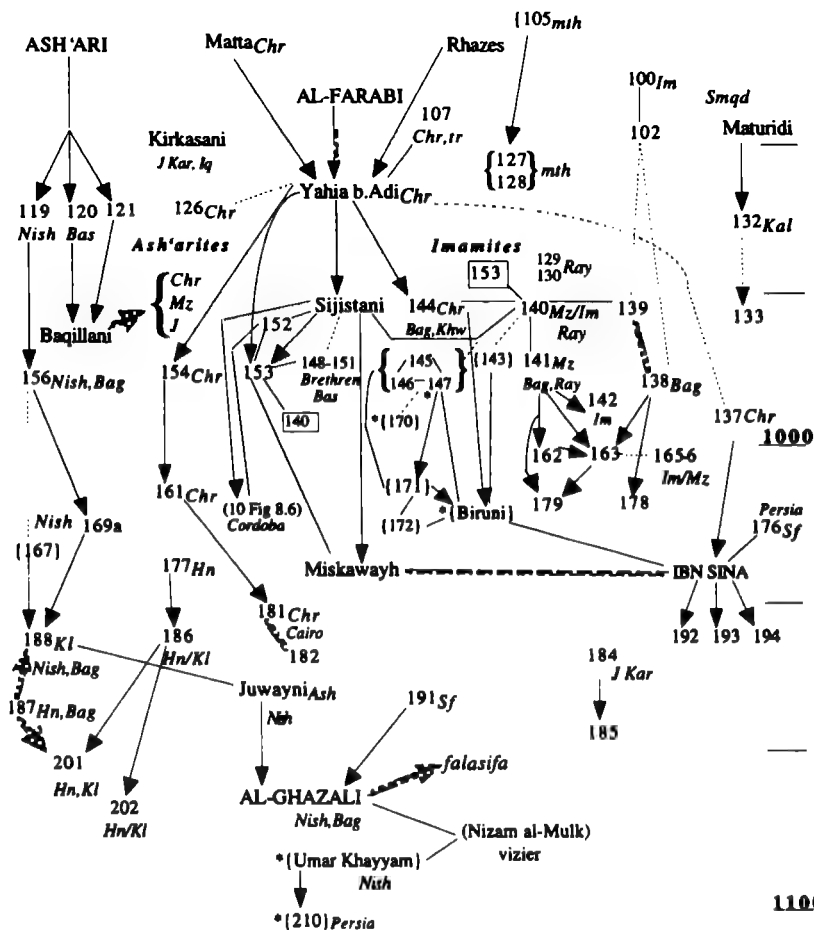 {105 mth
ASH‘ARI
Matta Chr
Rhazes
AL-FARABI
100 Im
Smqd
107
Chr, tr
102
Maturidi
Kirkasani
J Kar, Iq
{127
128} mth
Yahia b. Adi Chr
119
Nish
120
Bas
121
126 Chr
132 Kal
Ash‘arites
Imamites
129
130 Ray
153
{Chr
Mz
J
Sijistani
144 Chr
Bag, Khw
140 Mz/Im
Ray
139
133
Baqillani
152
156 Nish, Bag
154 Chr
153
148-151
Brethren
Bas
{145
146-147}
*
{143}
141 Mz
Bag, Ray
138 Bag
140
*{170}
142
Im
137 Chr
1000
162
163
165-6
Im/Mz
161 Chr
(10 Fig 8.6)
Cordoba
{171}
{172}
*{Biruni}
179
178
Persia
176 Sf
Nish
{167}
169a
177 Hn
Miskawayh
IBN SINA
181 Chr
Cairo
182
188 Kl
Nish, Bag
186
Hn/Kl
192
193
194
184
J Kar
187 Hn, Bag
Juwayni Ash
Nish
191 Sf
185
201
Hn, Kl
falasifa
202
Hn/Kl
AL-GHAZALI
Nish, Bag
(Nizam al-Mulk)
vizier
*{Umar Khayyam}
Nish
*{210} Persia
1100